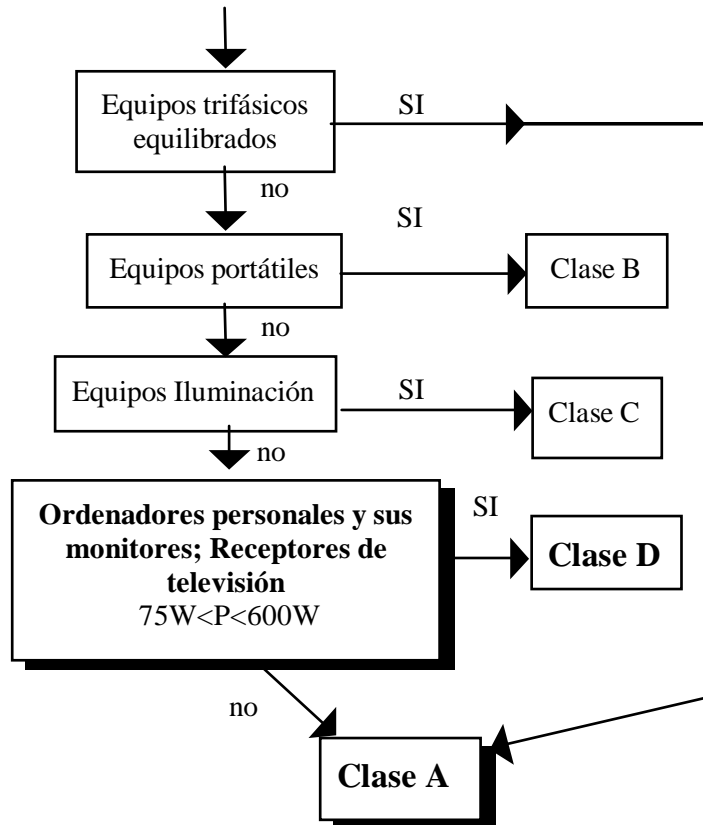 Equipos trifásicos
equilibrados
SI
no
Equipos portátiles
SI
Clase B
no
Equipos Iluminación
SI
Clase C
no
Ordenadores personales y sus
monitores; Receptores de
televisión
75W<P<600W
SI
Clase D
no
Clase A